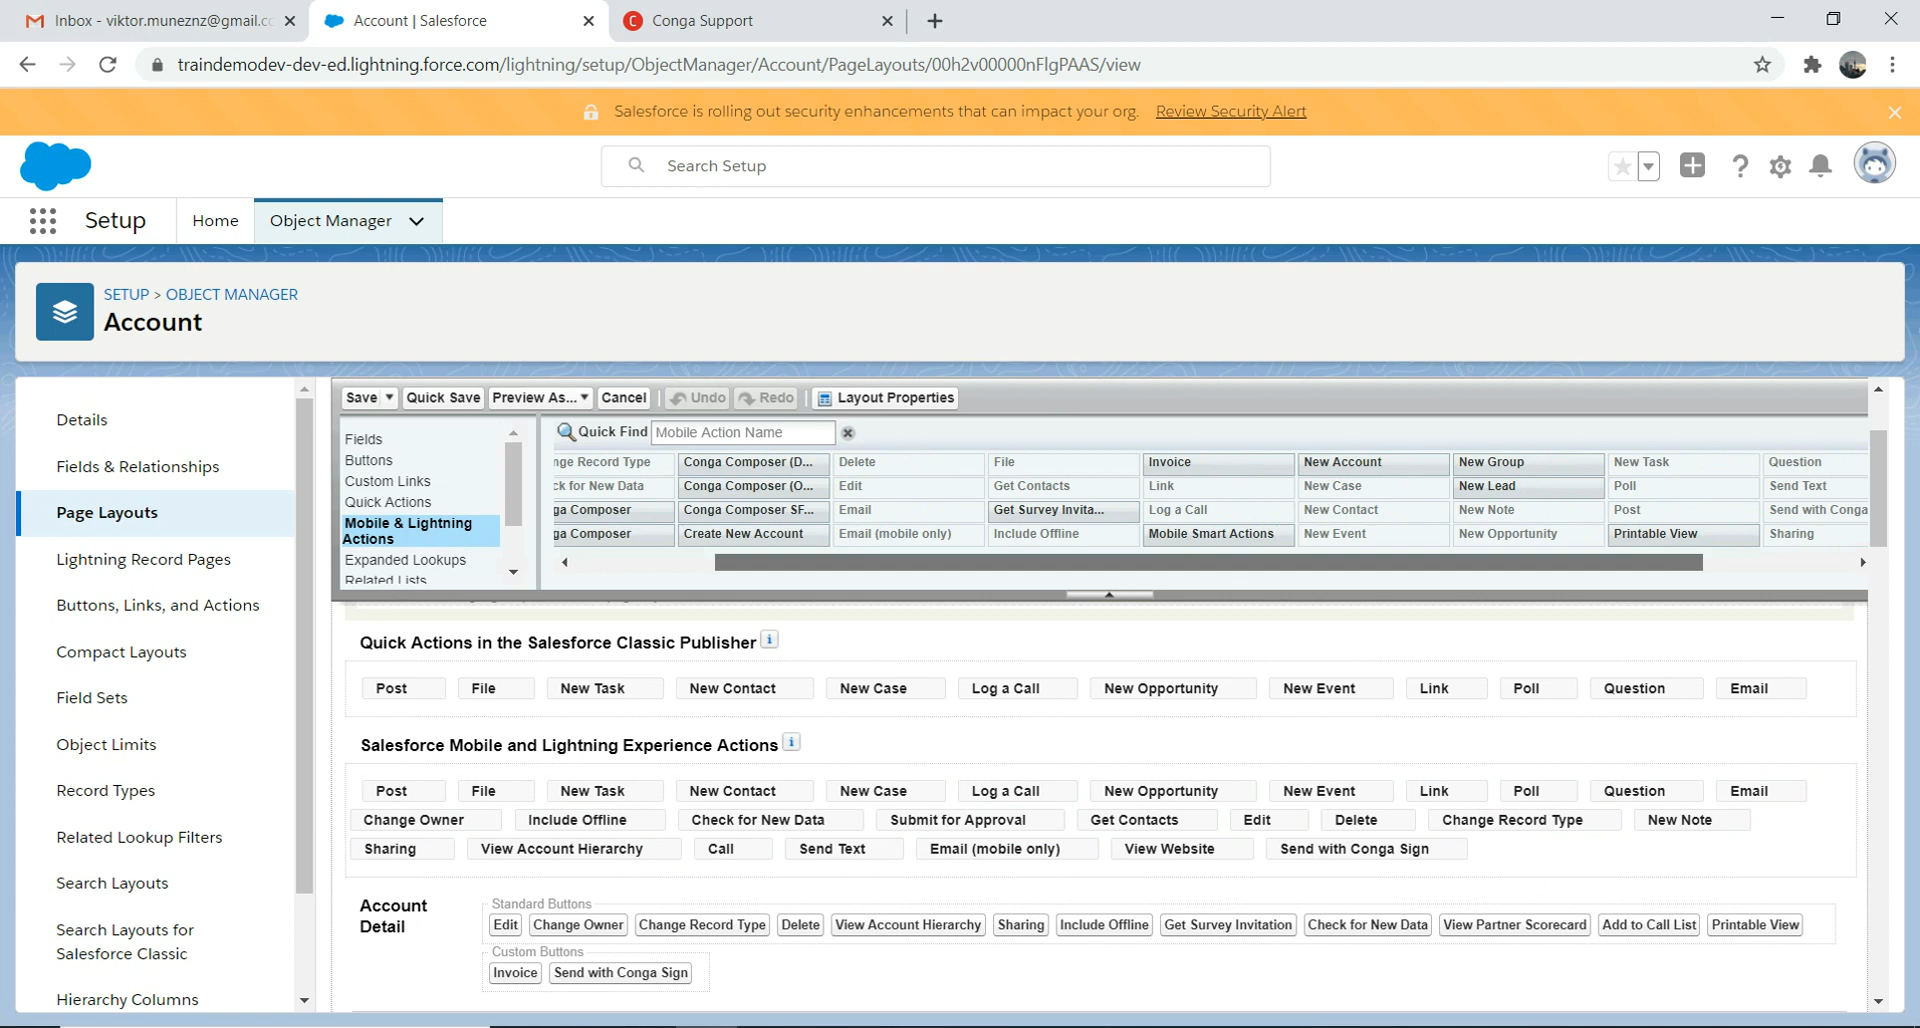 Inbox - viktor.muneznz@gmail.cc
Account | Salesforce
Conga Support
traindemodev-dev-ed.lightning.force.com/lightning/setup/ObjectManager/Account/PageLayouts/00h2v00000nFlgPAAS/view
Salesforce is rolling out security enhancements that can impact your org. Review Security Alert
Search Setup
Setup Home Object Manager
SETUP > OBJECT MANAGER
Account
Details
Fields & Relationships
Page Layouts
Lightning Record Pages
Buttons, Links, and Actions
Compact Layouts
Field Sets
Object Limits
Record Types
Related Lookup Filters
Search Layouts
Search Layouts for
Salesforce Classic
Hierarchy Columns
Save Quick Save Preview As... Cancel Undo Redo Layout Properties
Fields
Buttons
Custom Links
Quick Actions
Mobile & Lightning
Actions
Expanded Lookups
Related Lists
Quick Find Mobile Action Name
nge Record Type Conga Composer (D... Delete File Invoice New Account New Group New Task Question
ck for New Data Conga Composer (O... Edit Get Contacts Link New Case New Lead Poll Send Text
ga Composer Conga Composer SF... Email Get Survey Invita... Log a Call New Contact New Note Post Send with Conga
ga Composer Create New Account Email (mobile only) Include Offline Mobile Smart Actions New Event New Opportunity Printable View Sharing
Quick Actions in the Salesforce Classic Publisher
Post File New Task New Contact New Case Log a Call New Opportunity New Event Link Poll Question Email
Salesforce Mobile and Lightning Experience Actions
Post File New Task New Contact New Case Log a Call New Opportunity New Event Link Poll Question Email
Change Owner Include Offline Check for New Data Submit for Approval Get Contacts Edit Delete Change Record Type New Note
Sharing View Account Hierarchy Call Send Text Email (mobile only) View Website Send with Conga Sign
Account
Detail
Standard Buttons
Edit Change Owner Change Record Type Delete View Account Hierarchy Sharing Include Offline Get Survey Invitation Check for New Data View Partner Scorecard Add to Call List Printable View
Custom Buttons
Invoice Send with Conga Sign